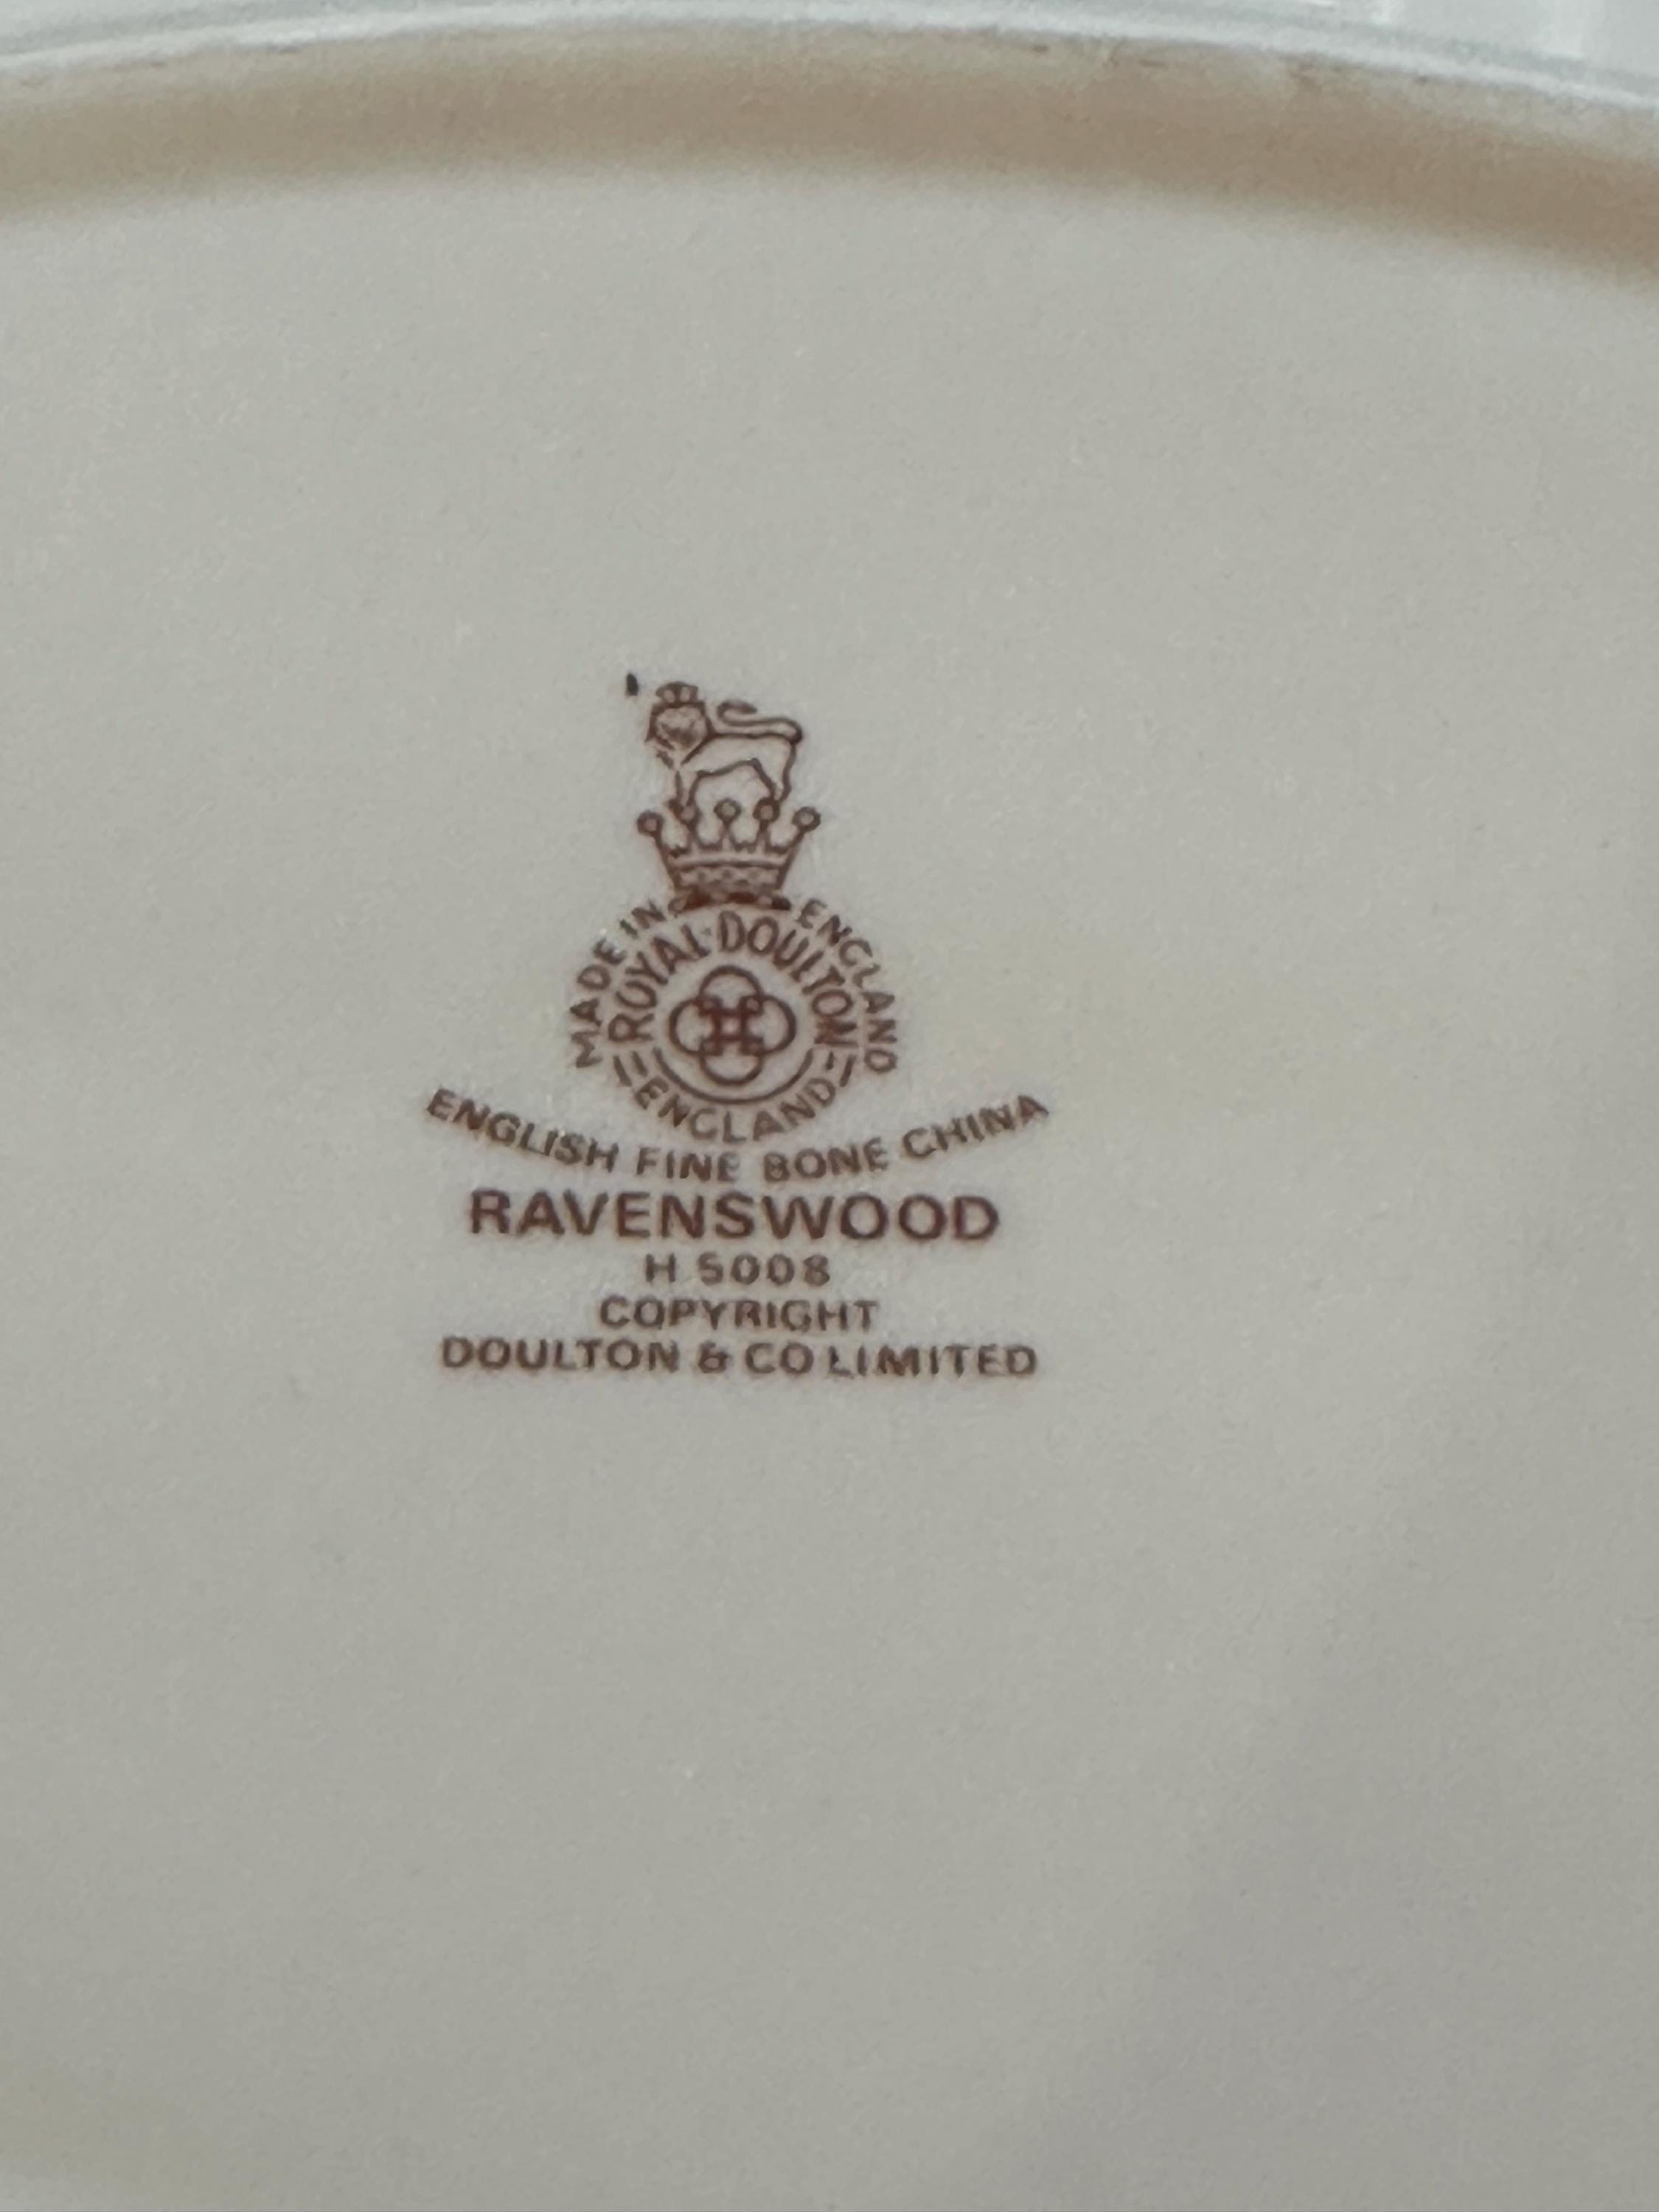 MADE IN ENGLAND
ROYAL DOULTON
ENGLAND
ENGLISH FINE BONE CHINA
RAVENSWOOD
H 5008
COPYRIGHT
DOULTON & CO LIMITED